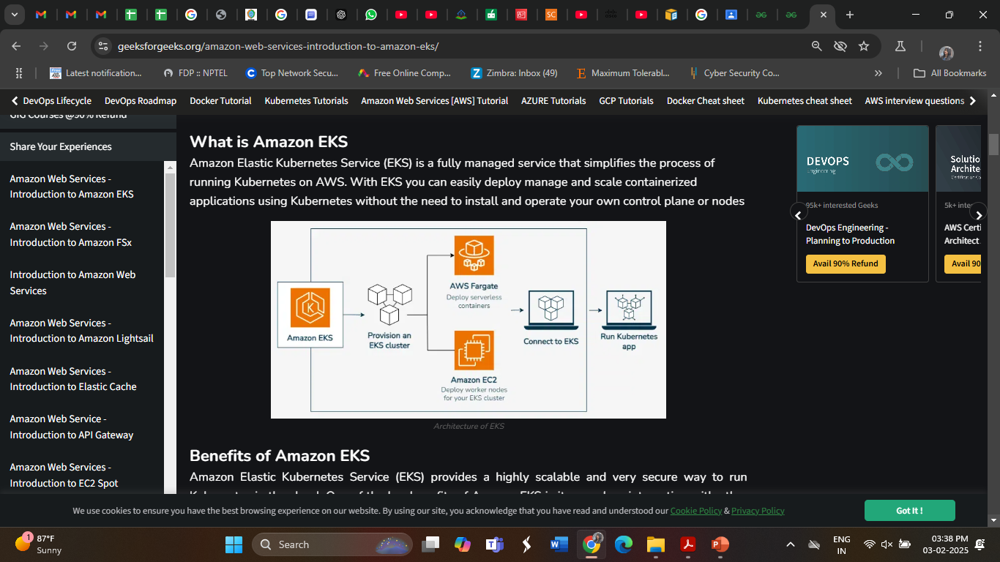 geeksforgeeks.org/amazon-web-services-introduction-to-amazon-eks/
Latest notification...
FDP :: NPTEL
Top Network Secu...
Free Online Comp...
Zimbra: Inbox (49)
Maximum Tolerabl...
Cyber Security Co...
All Bookmarks
DevOps Lifecycle
DevOps Roadmap
Docker Tutorial
Kubernetes Tutorials
Amazon Web Services [AWS] Tutorial
AZURE Tutorials
GCP Tutorials
Docker Cheat sheet
Kubernetes cheat sheet
AWS interview questions
GfG Courses @90% Refund
Share Your Experiences
Amazon Web Services -
Introduction to Amazon EKS
Amazon Web Services -
Introduction to Amazon FSx
Introduction to Amazon Web
Services
Amazon Web Services -
Introduction to Amazon Lightsail
Amazon Web Services -
Introduction to Elastic Cache
Amazon Web Service -
Introduction to API Gateway
Amazon Web Services -
Introduction to EC2 Spot
What is Amazon EKS
Amazon Elastic Kubernetes Service (EKS) is a fully managed service that simplifies the process of
running Kubernetes on AWS. With EKS you can easily deploy manage and scale containerized
applications using Kubernetes without the need to install and operate your own control plane or nodes
Amazon EKS
Provision an
EKS cluster
AWS Fargate
Deploy serverless
containers
Amazon EC2
Deploy worker nodes
for your EKS cluster
Connect to EKS
Run Kubernetes
app
Architecture of EKS
Benefits of Amazon EKS
Amazon Elastic Kubernetes Service (EKS) provides a highly scalable and very secure way to run
DEVOPS
Engineering
95k+ interested Geeks
DevOps Engineering -
Planning to Production
Avail 90% Refund
Solutio
Archite
Certification Co
5k+ inte
AWS Certi
Architect
Avail 90
We use cookies to ensure you have the best browsing experience on our website. By using our site, you acknowledge that you have read and understood our Cookie Policy & Privacy Policy
Got It !
1
87°F
Sunny
Search
ENG
IN
03:38 PM
03-02-2025